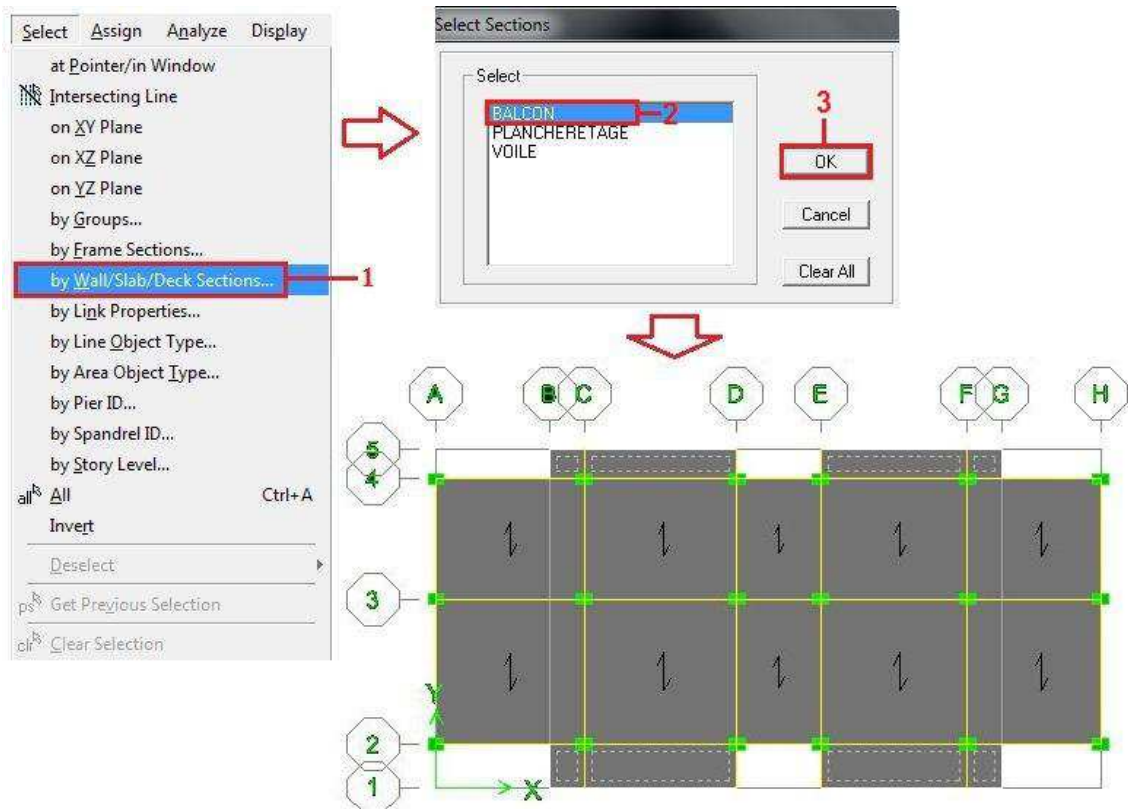 Select Assign Analyze Display
at Pointer/in Window
Intersecting Line
on XY Plane
on XZ Plane
on YZ Plane
by Groups...
by Frame Sections...
by Wall/Slab/Deck Sections...
1
by Link Properties...
by Line Object Type...
by Area Object Type...
by Pier ID...
by Spandrel ID...
by Story Level...
all All Ctrl+A
Invert
Deselect
ps Get Previous Selection
clr Clear Selection
Select Sections
Select
BALCON
2
PLANCHERETAGE
VOILE
3
OK
Cancel
Clear All
A B C D E F G H
5
4
3
2
1
Y
X